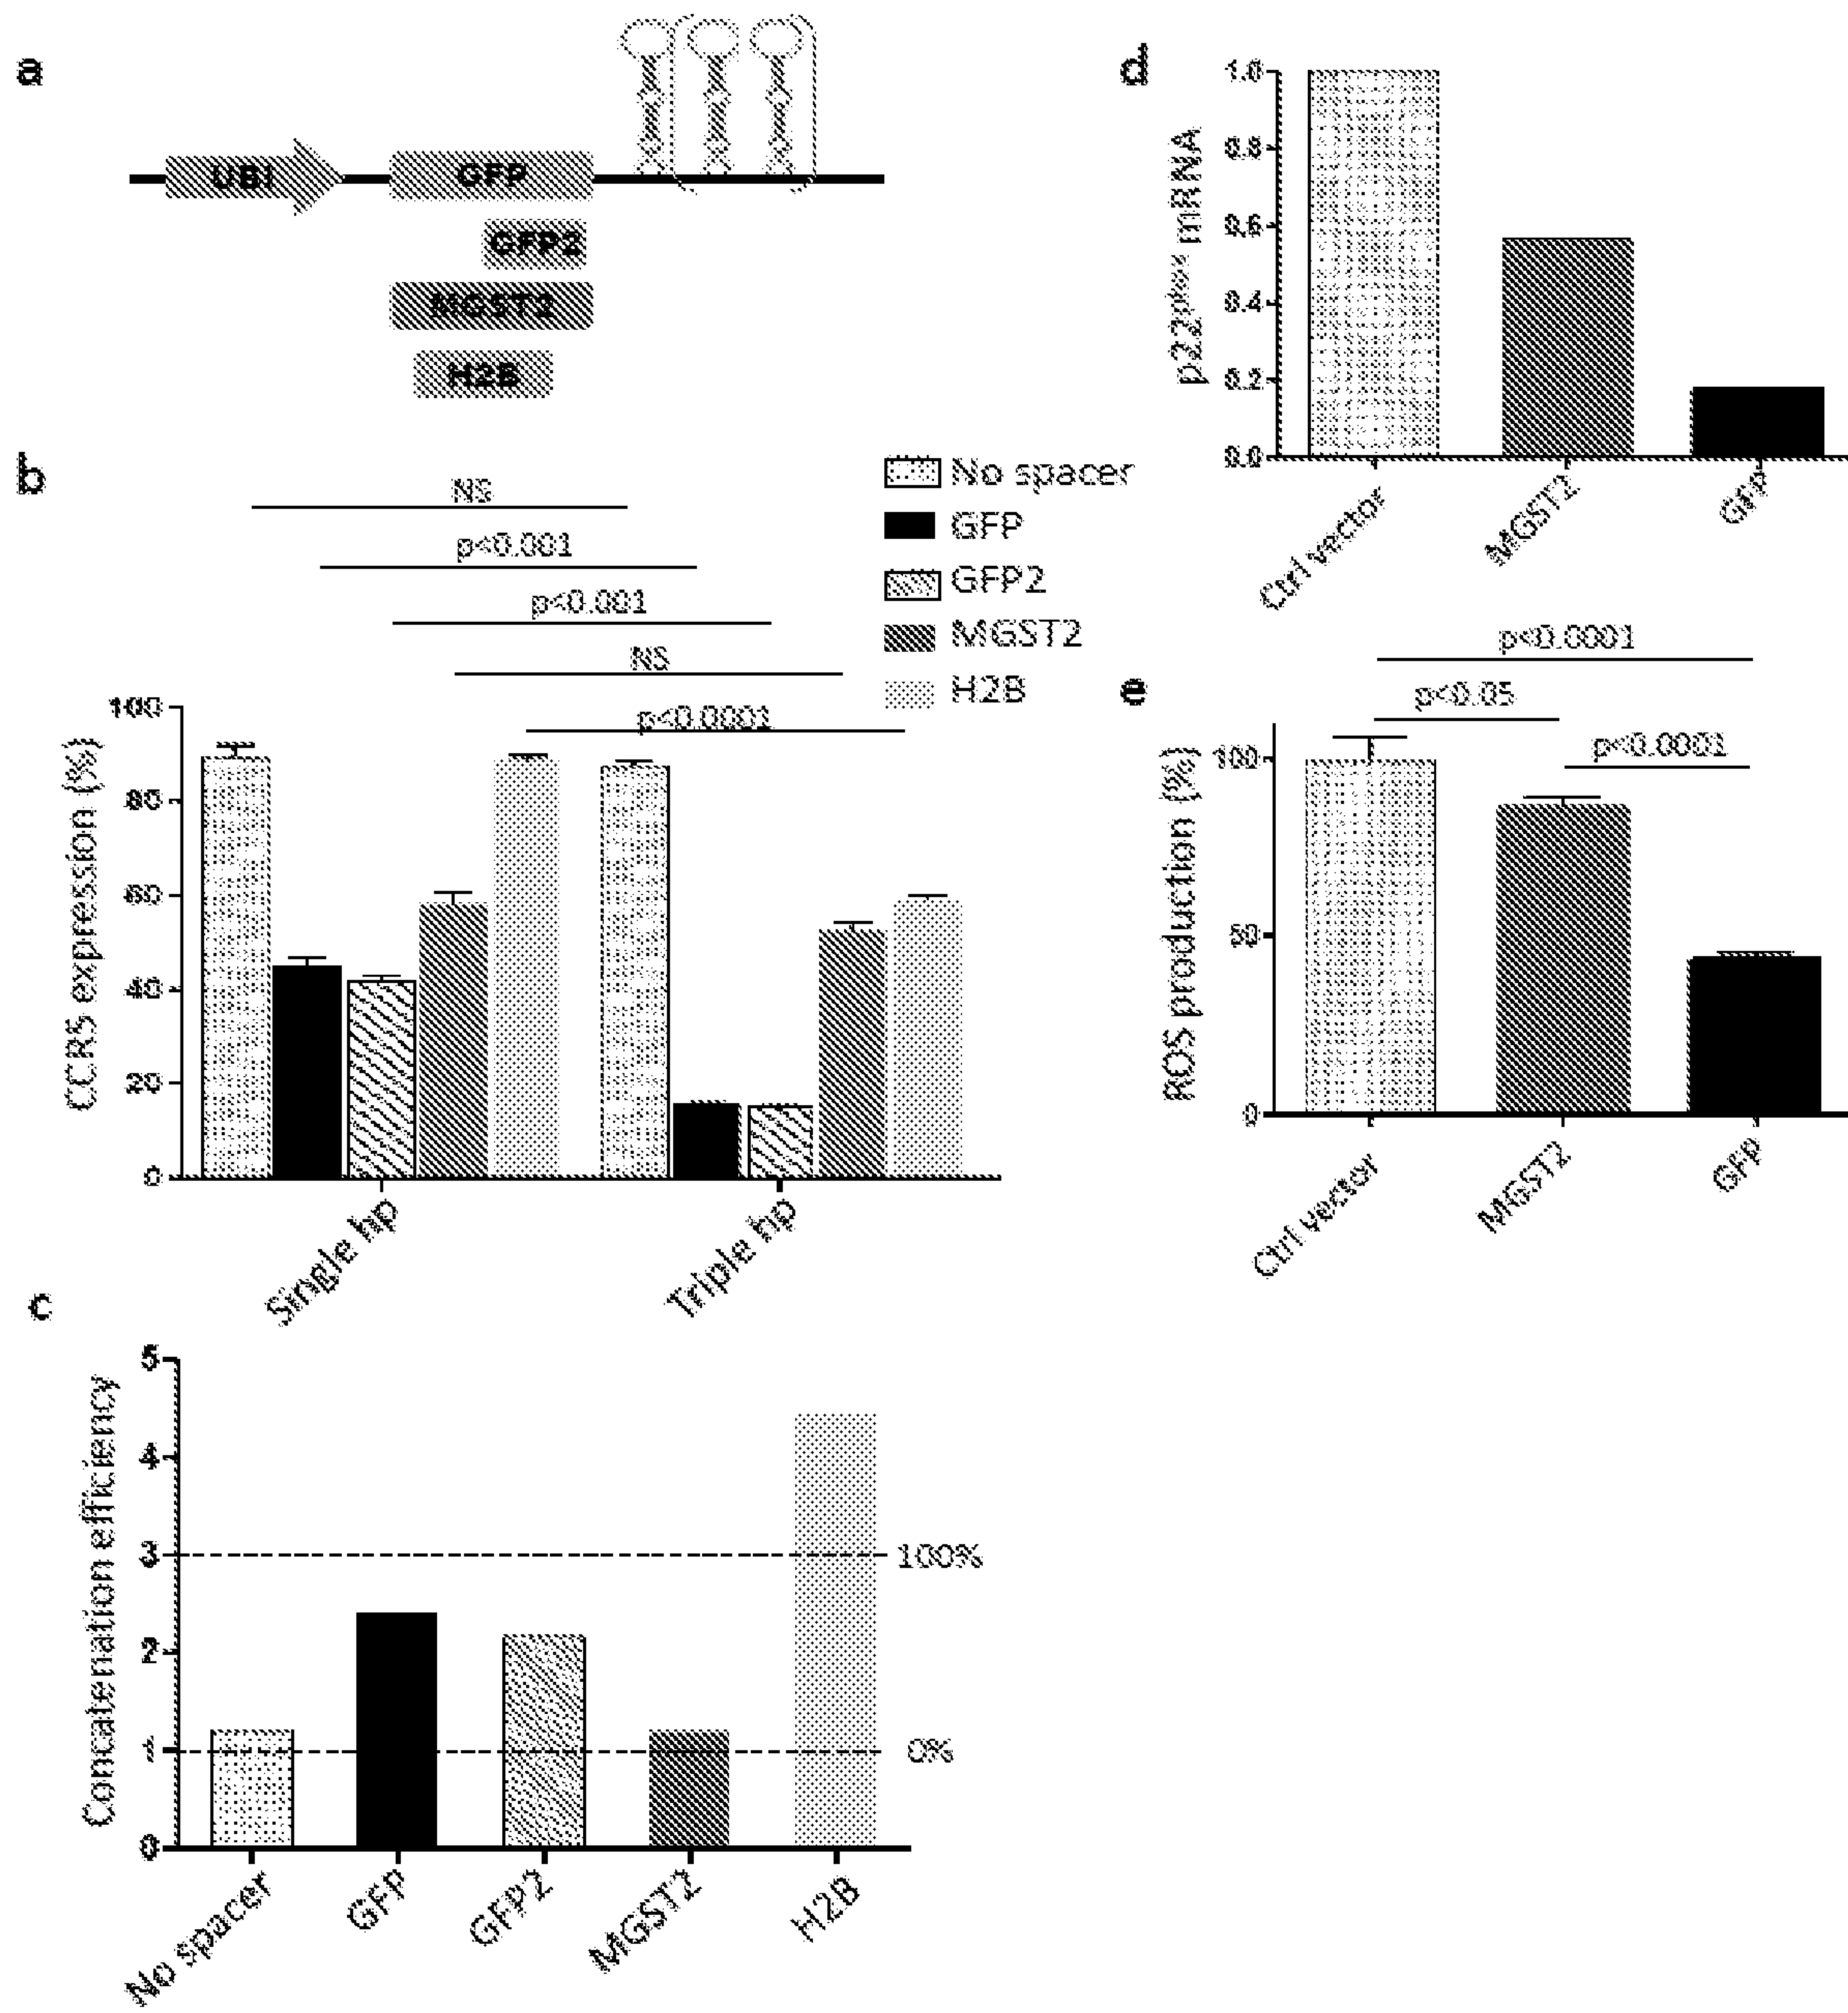 a
UBI
GFP
GFP2
MGST2
H2B
b
No spacer
GFP
GFP2
MGST2
H2B
NS
p<0.001
p<0.001
NS
p<0.0001
CCR5 expression (%)
100
80
60
40
20
0
Single hp
Triple hp
c
Concatenation efficiency
5
4
3
2
1
0
100%
0%
No spacer
GFP
GFP2
MGST2
H2B
d
p22phox mRNA
1.0
0.8
0.6
0.4
0.2
0.0
Ctrl vector
MGST2
GFP
e
p<0.0001
p<0.05
p<0.0001
ROS production (%)
100
50
0
Ctrl vector
MGST2
GFP